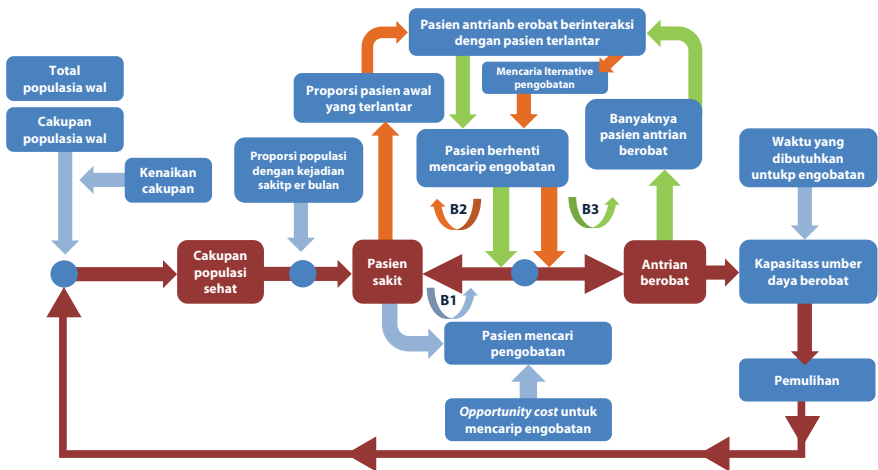 Pasien antrianb erobat berinteraksi
dengan pasien terlantar
Total
populasia wal
Mencaria lternative
pengobatan
Proporsi pasien awal
yang terlantar
Cakupan
populasia wal
Banyaknya
pasien antrian
berobat
Waktu yang
dibutuhkan
untukp engobatan
Pasien berhenti
mencarip engobatan
Proporsi populasi
dengan kejadian
sakitp er bulan
Kenaikan
cakupan
B2
B3
Cakupan
populasi
sehat
Pasien
sakit
Antrian
berobat
Kapasitass umber
daya berobat
B1
Pasien mencari
pengobatan
Pemulihan
Opportunity cost untuk
mencarip engobatan